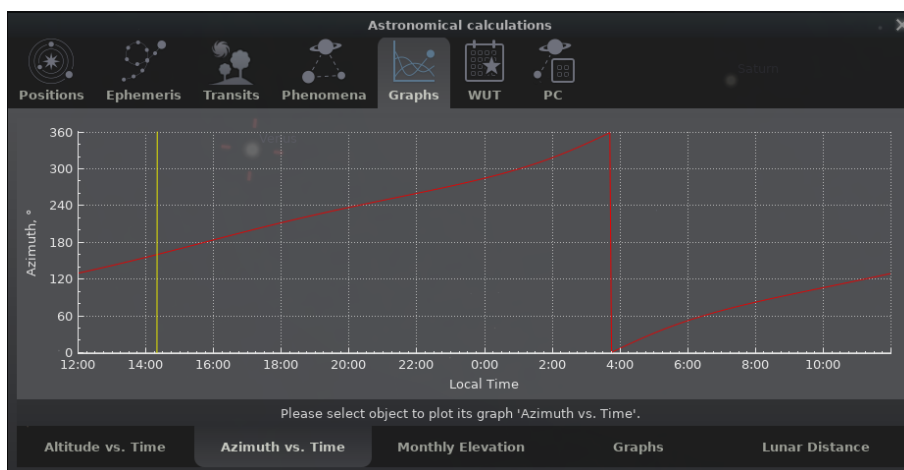 Astronomical calculations
Saturn
Positions Ephemeris Transits Phenomena Graphs WUT PC
360
300
240
180
120
60
0
Azimuth, °
12:00 14:00 16:00 18:00 20:00 22:00 0:00 2:00 4:00 6:00 8:00 10:00
Local Time
Please select object to plot its graph 'Azimuth vs. Time'.
Altitude vs. Time Azimuth vs. Time Monthly Elevation Graphs Lunar Distance